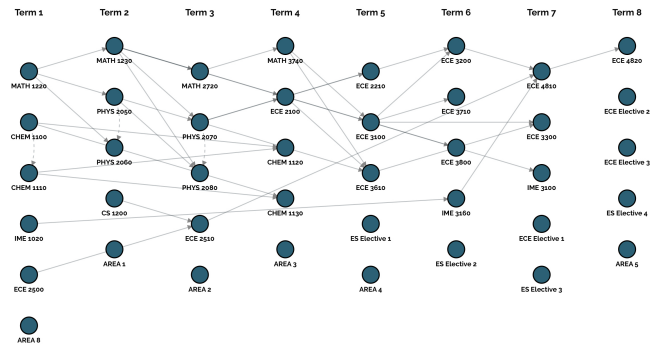 Term 1 Term 2 Term 3 Term 4 Term 5 Term 6 Term 7 Term 8
MATH 1230 MATH 3740 ECE 3200 ECE 4820
MATH 1220 MATH 2720 ECE 2210 ECE 4810
PHYS 2050 ECE 2100 ECE 3710 ECE Elective 2
CHEM 1100 PHYS 2070 ECE 3100 ECE 3300
PHYS 2060 CHEM 1120 ECE 3800 ECE Elective 3
CHEM 1110 PHYS 2080 ECE 3610 IME 3100
CS 1200 CHEM 1130 IME 3160 ES Elective 4
IME 1020 ECE 2510 ES Elective 1 ECE Elective 1
AREA 1 AREA 3 ES Elective 2 AREA 5
ECE 2500 AREA 2 AREA 4 ES Elective 3
AREA 8